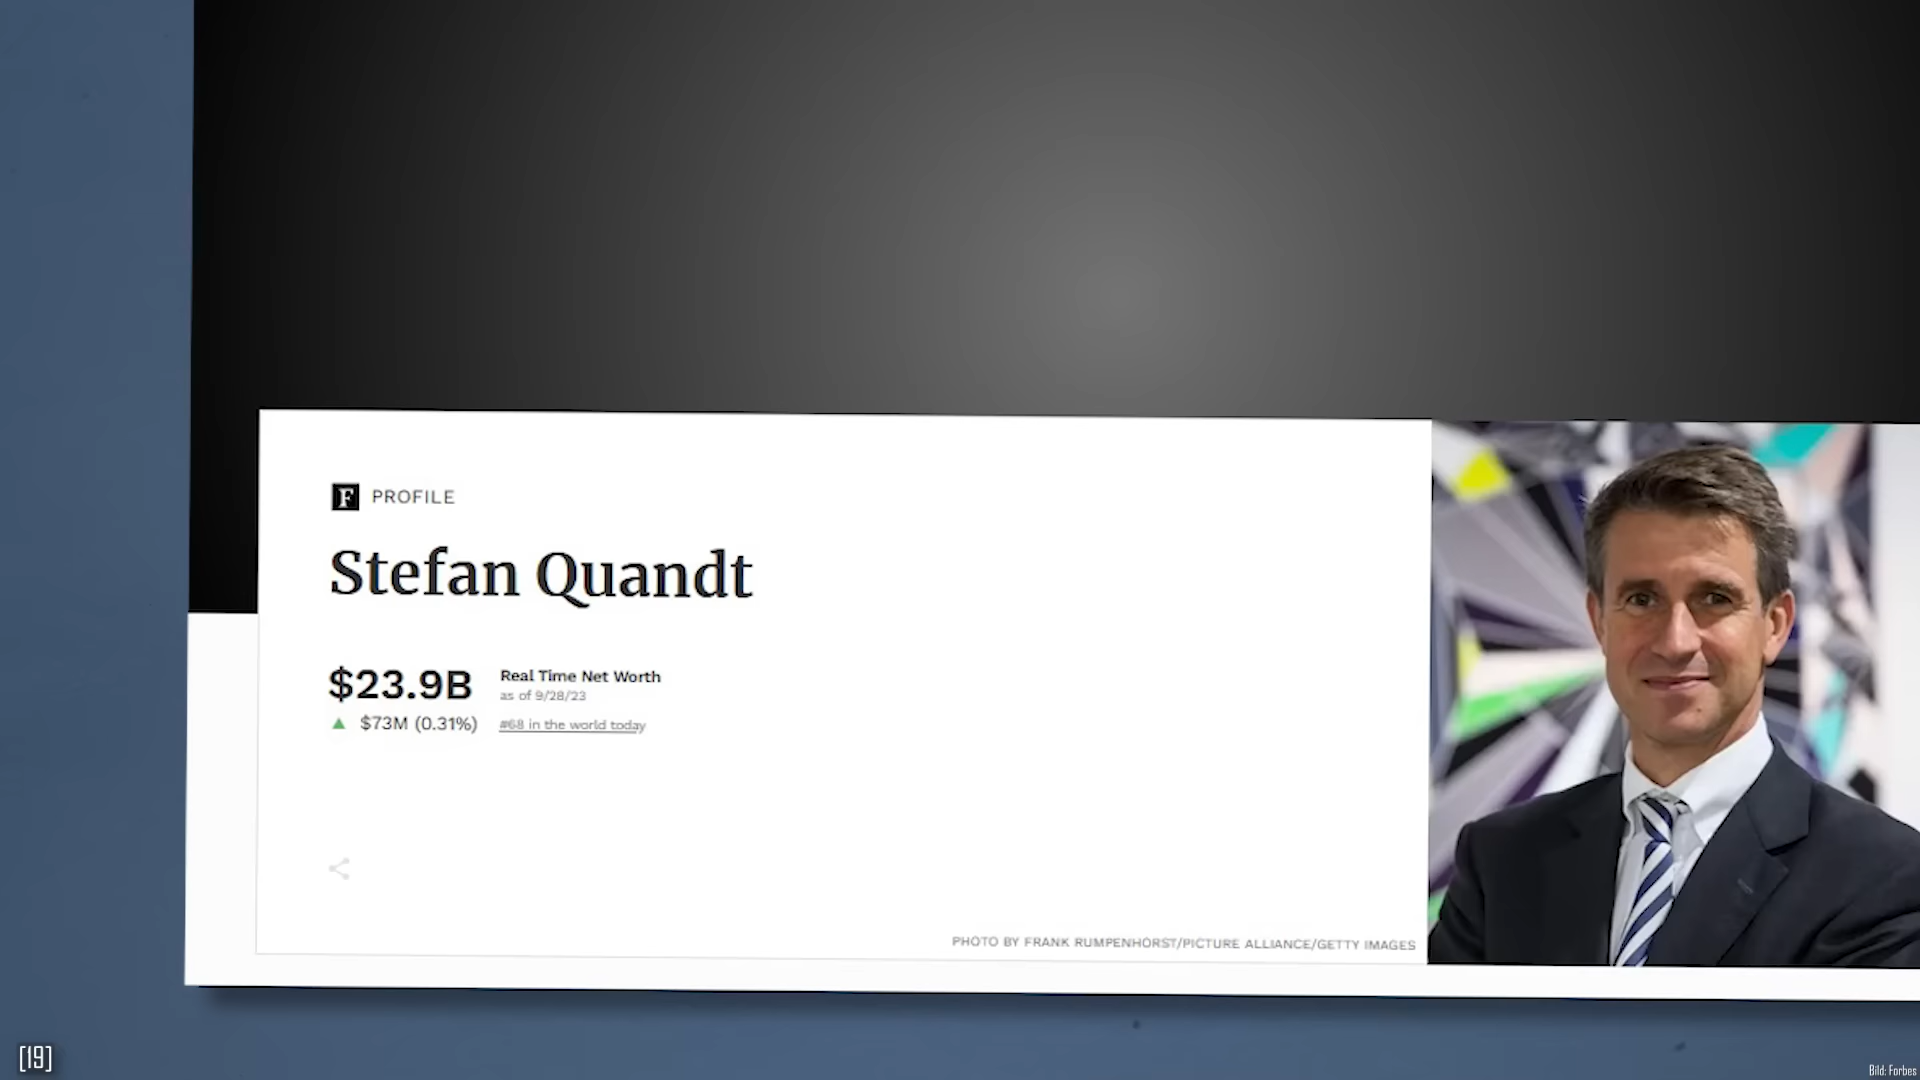 F PROFILE
Stefan Quandt
$23.9B
Real Time Net Worth
as of 9/28/23
▲ $73M (0.31%)
#68 in the world today
PHOTO BY FRANK RUMPENHORST/PICTURE ALLIANCE/GETTY IMAGES
[19]
Bild: Forbes